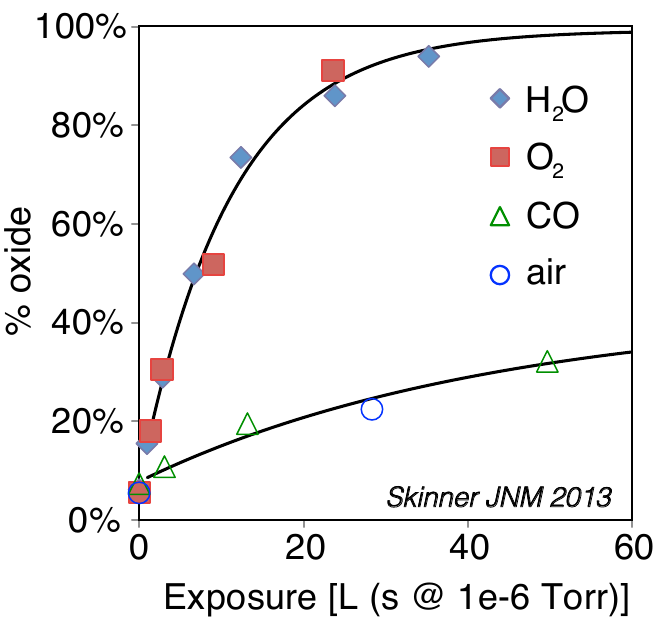 100%
80%
60%
40%
20%
0%
% oxide
H₂O
O₂
CO
air
Skinner JNM 2013
0 20 40 60
Exposure [L (s @ 1e-6 Torr)]